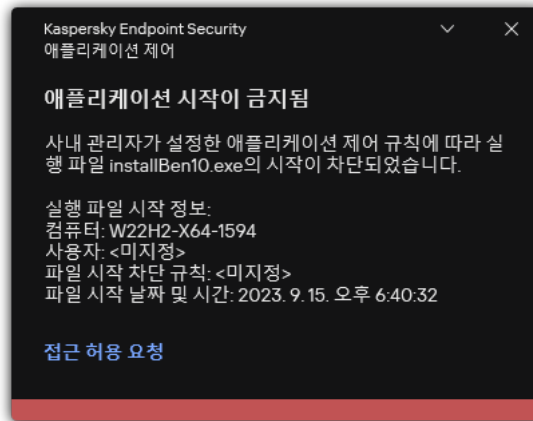 Kaspersky Endpoint Security
애플리케이션 제어
애플리케이션 시작이 금지됨
사내 관리자가 설정한 애플리케이션 제어 규칙에 따라 실
행 파일 installBen10.exe의 시작이 차단되었습니다.
실행 파일 시작 정보:
컴퓨터: W22H2-X64-1594
사용자: <미지정>
파일 시작 차단 규칙: <미지정>
파일 시작 날짜 및 시간: 2023. 9. 15. 오후 6:40:32
접근 허용 요청